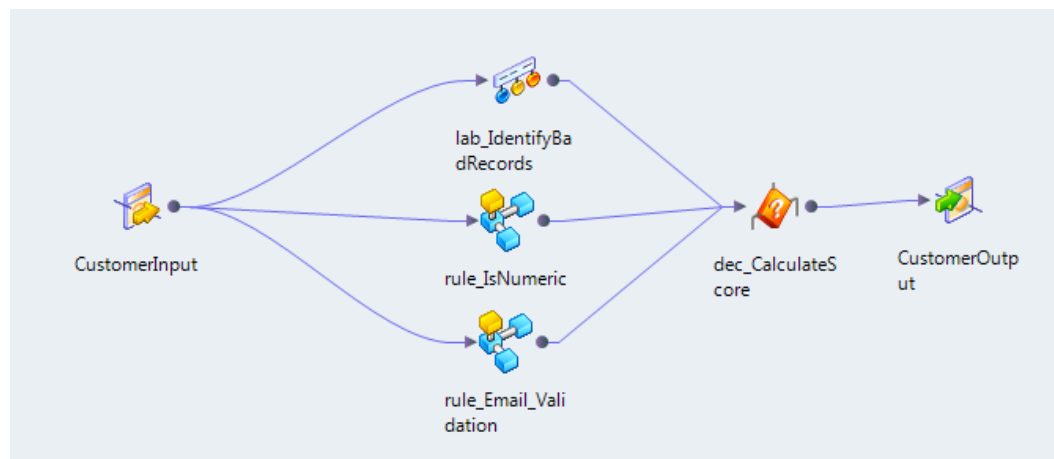 lab_IdentifyBa
dRecords
CustomerInput
rule_IsNumeric
dec_CalculateS
core
CustomerOutp
ut
rule_Email_Vali
dation